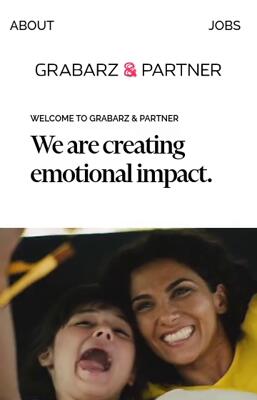 ABOUT JOBS
GRABARZ & PARTNER
WELCOME TO GRABARZ & PARTNER
We are creating
emotional impact.